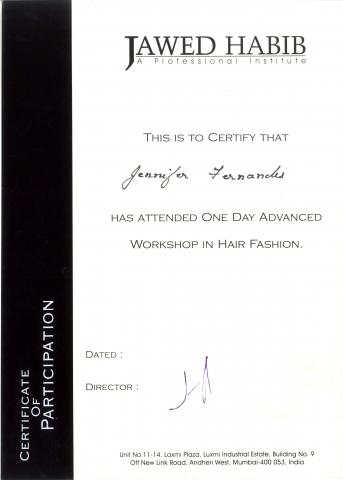 JAWED HABIB
A Professional Institute
THIS IS TO CERTIFY THAT
Jennifer Fernandes
HAS ATTENDED ONE DAY ADVANCED
WORKSHOP IN HAIR FASHION.
DATED :
DIRECTOR :
CERTIFICATE
OF
PARTICIPATION
Unit No.11-14, Laxmi Plaza, Luxmi Industrial Estate, Building No. 9
Off New Link Road, Andheri West, Mumbai-400 053, India